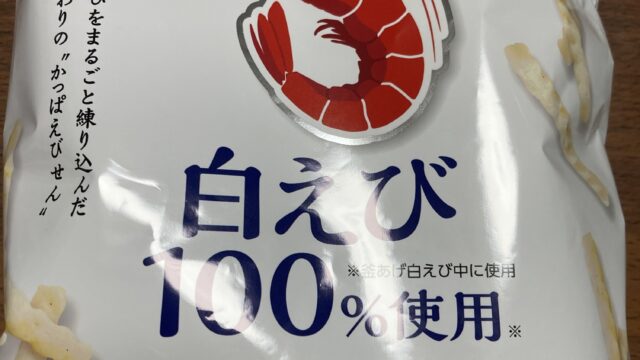 びをまるごと練り込んだ
わりの"かっぱえびせん"
白えび
※釜あげ白えび中に使用
100%使用※